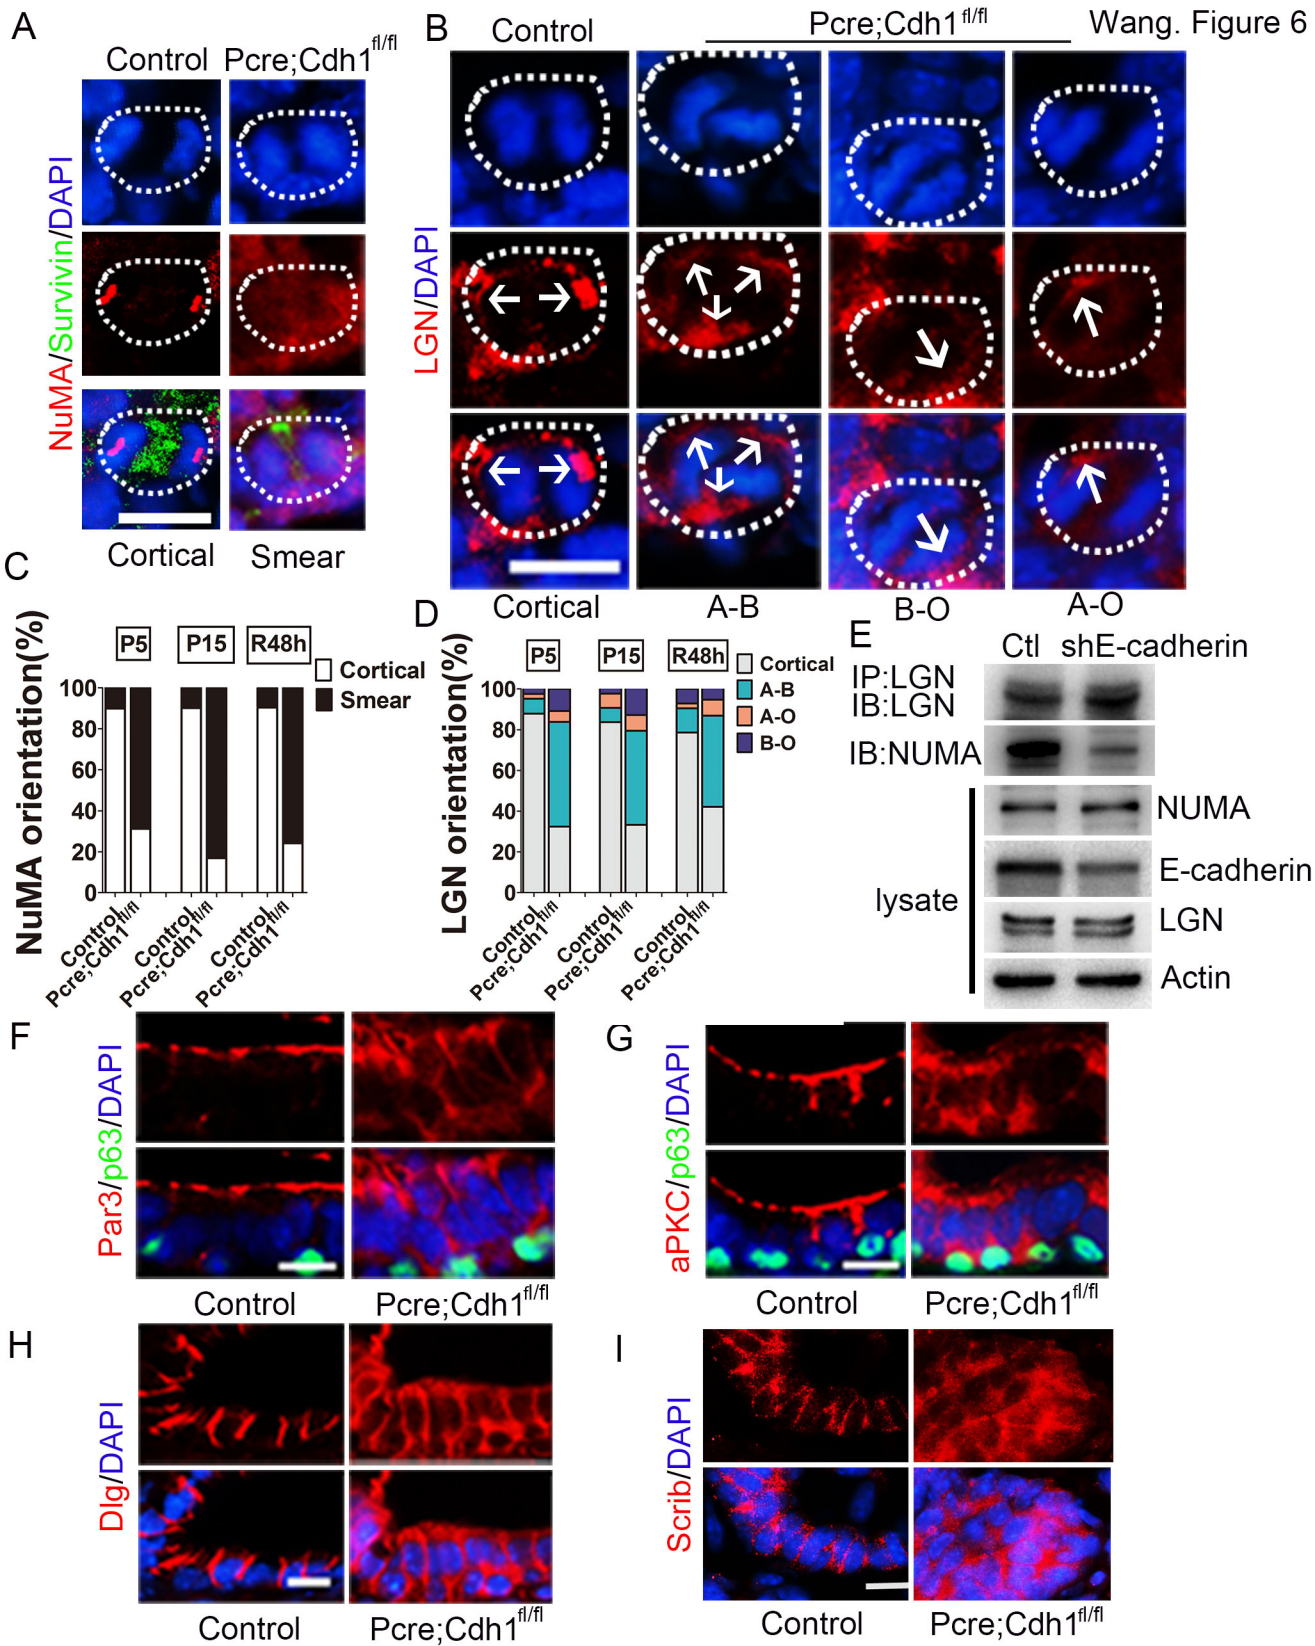 Wang. Figure 6
A
Control
Pcre;Cdh1fl/fl
NuMA/Survivin/DAPI
Cortical
Smear
B
Control
Pcre;Cdh1fl/fl
LGN/DAPI
Cortical
A-B
B-O
A-O
C
NuMA orientation(%)
P5
P15
R48h
Cortical
Smear
100
80
60
40
20
0
Control
Pcre;Cdh1fl/fl
Control
Pcre;Cdh1fl/fl
Control
Pcre;Cdh1fl/fl
D
LGN orientation(%)
P5
P15
R48h
Cortical
A-B
A-O
B-O
100
80
60
40
20
0
Control
Pcre;Cdh1fl/fl
Control
Pcre;Cdh1fl/fl
Control
Pcre;Cdh1fl/fl
E
Ctl shE-cadherin
IP:LGN
IB:LGN
IB:NUMA
NUMA
E-cadherin
lysate
LGN
Actin
F
Par3/p63/DAPI
Control
Pcre;Cdh1fl/fl
G
aPKC/p63/DAPI
Control
Pcre;Cdh1fl/fl
H
Dlg/DAPI
Control
Pcre;Cdh1fl/fl
I
Scrib/DAPI
Control
Pcre;Cdh1fl/fl